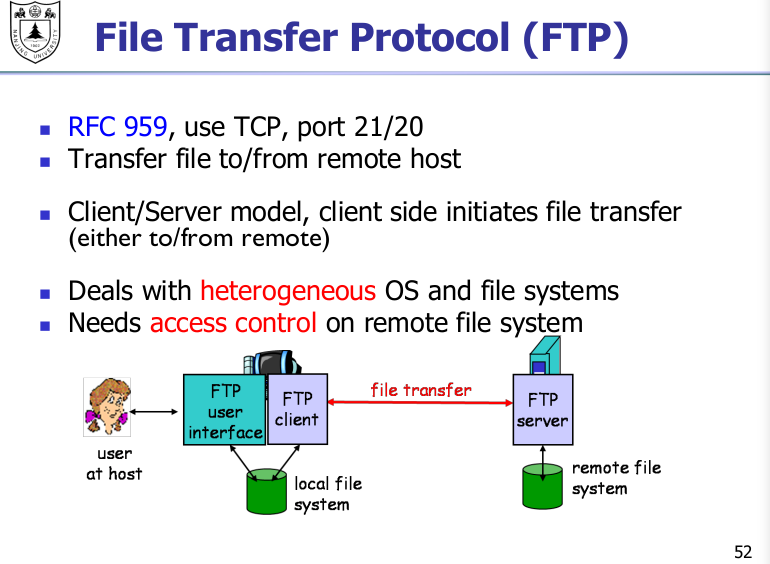 NANJING UNIVERSITY
1902
File Transfer Protocol (FTP)
RFC 959, use TCP, port 21/20
Transfer file to/from remote host
Client/Server model, client side initiates file transfer
(either to/from remote)
Deals with heterogeneous OS and file systems
Needs access control on remote file system
FTP
user
interface
FTP
client
file transfer
FTP
server
user
at host
local file
system
remote file
system
52